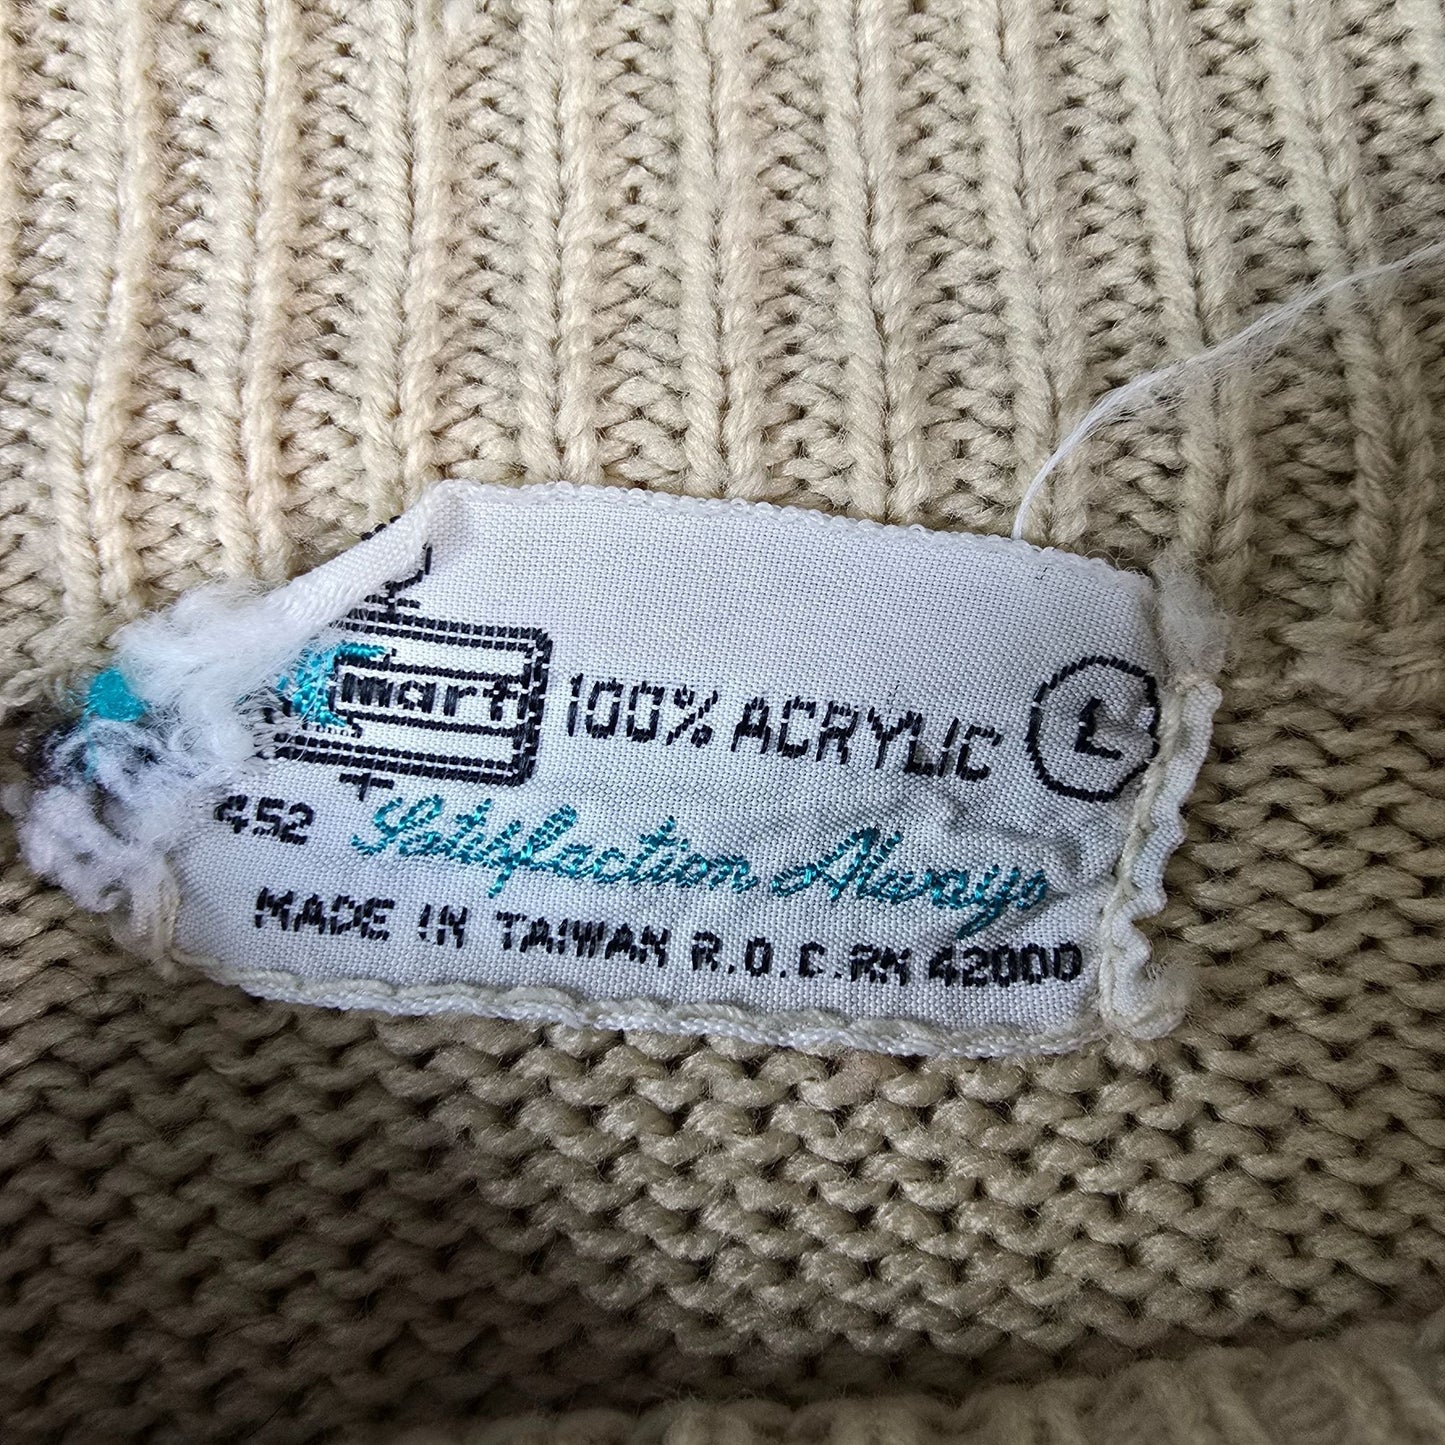 mart 100% ACRYLIC L
452 Satisfaction Always
MADE IN TAIWAN R.O.C.RN 42000